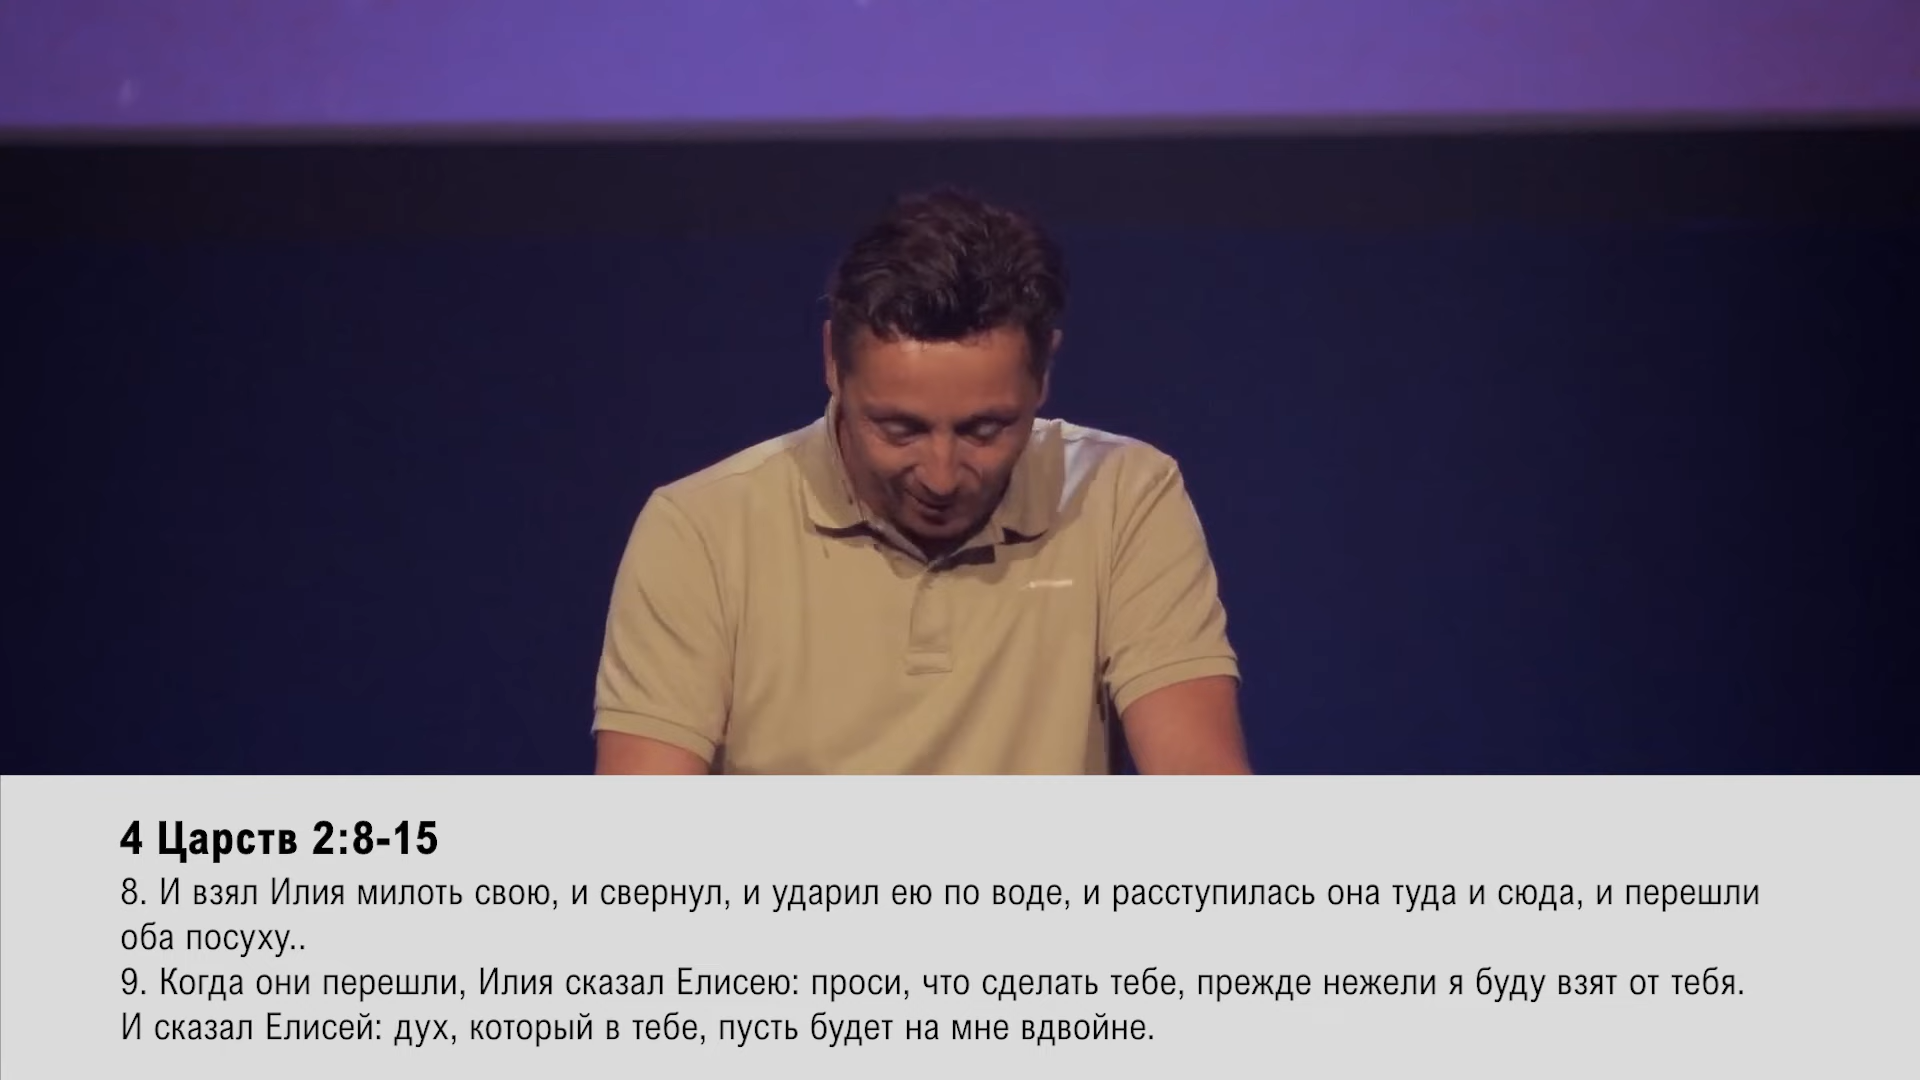 4 Царств 2:8-15
8. И взял Илия милоть свою, и свернул, и ударил ею по воде, и расступилась она туда и сюда, и перешли
оба посуху..
9. Когда они перешли, Илия сказал Елисею: проси, что сделать тебе, прежде нежели я буду взят от тебя.
И сказал Елисей: дух, который в тебе, пусть будет на мне вдвойне.